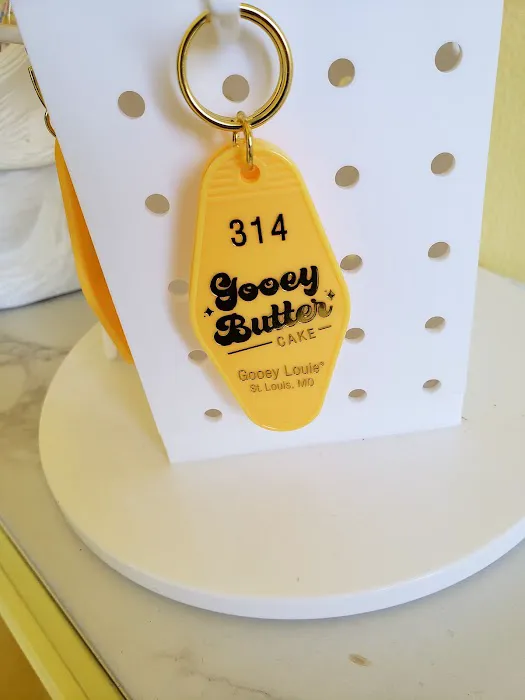 314
Gooey
Butter
CAKE
Gooey Louie®
St. Louis, MO